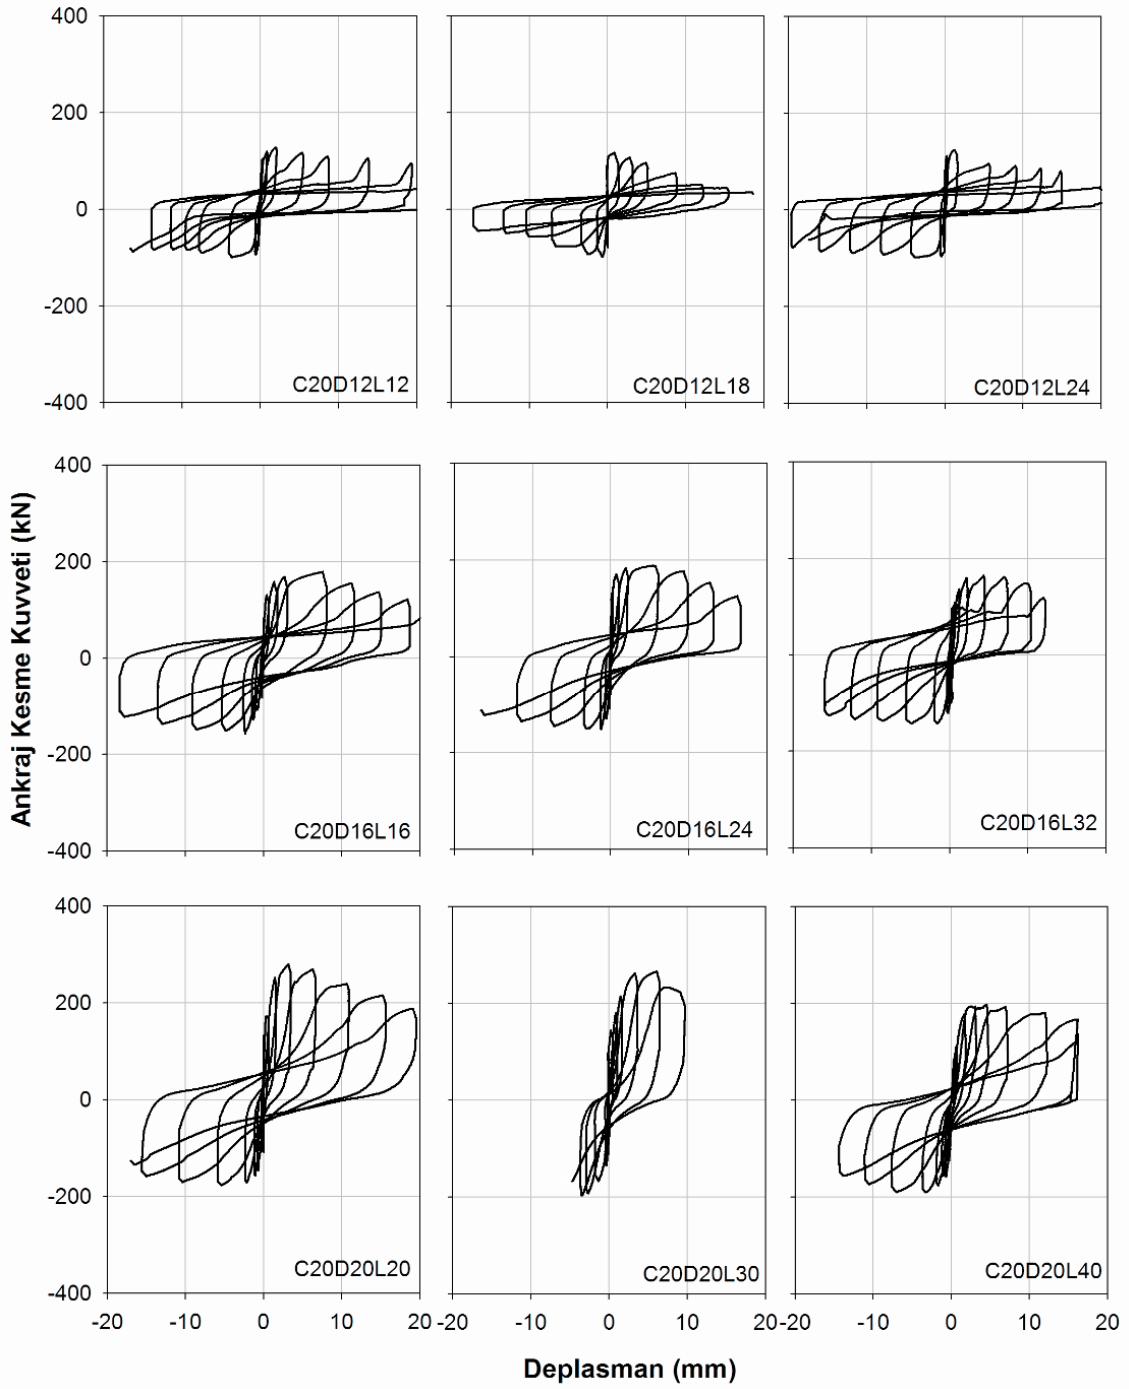 400
200
0
-200
-400
C20D12L12
C20D12L18
C20D12L24
400
200
0
-200
-400
C20D16L16
C20D16L24
C20D16L32
Ankraj Kesme Kuvveti (kN)
400
200
0
-200
-400
C20D20L20
C20D20L30
C20D20L40
-20 -10 0 10 20 -20 -10 0 10 20 -20 -10 0 10 20
Deplasman (mm)